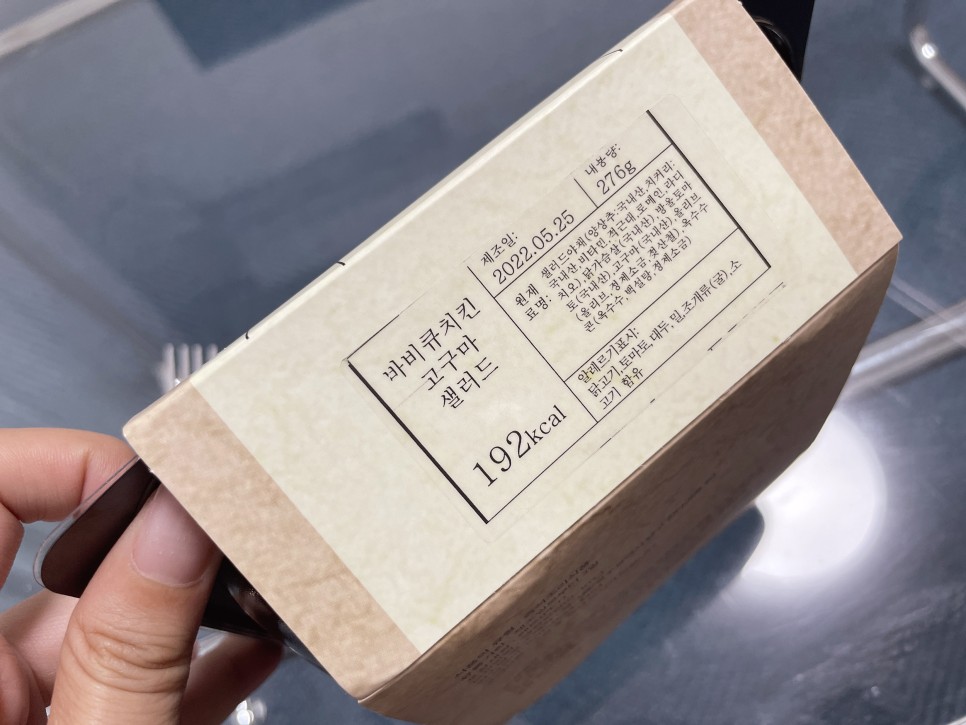 바비큐치킨
고구마
샐러드
192kcal
제조일:
2022.05.25
내용량:
276g
원재
료명:
샐러드야채(양상추:국내산,치커리:
국내산,비타민,적근대,로메인,라디
치오),닭가슴살(국내산),방울토마
토(국내산),고구마(국내산),올리브
(올리브,정제소금,젖산철),옥수수
콘(옥수수,백설탕,정제소금)
알레르기표시:
닭고기,토마토,대두,밀,조개류(굴),소
고기 함유